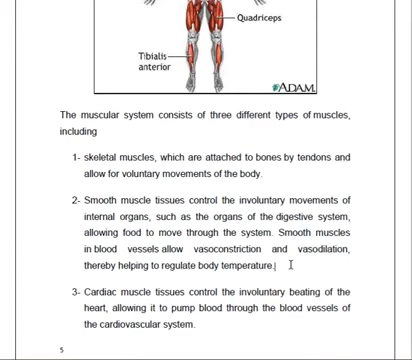 Quadriceps
Tibialis
anterior
ADAM.
The muscular system consists of three different types of muscles,
including
1- skeletal muscles, which are attached to bones by tendons and
allow for voluntary movements of the body.
2- Smooth muscle tissues control the involuntary movements of
internal organs, such as the organs of the digestive system,
allowing food to move through the system. Smooth muscles
in blood vessels allow vasoconstriction and vasodilation,
thereby helping to regulate body temperature.
3- Cardiac muscle tissues control the involuntary beating of the
heart, allowing it to pump blood through the blood vessels of
the cardiovascular system.
5